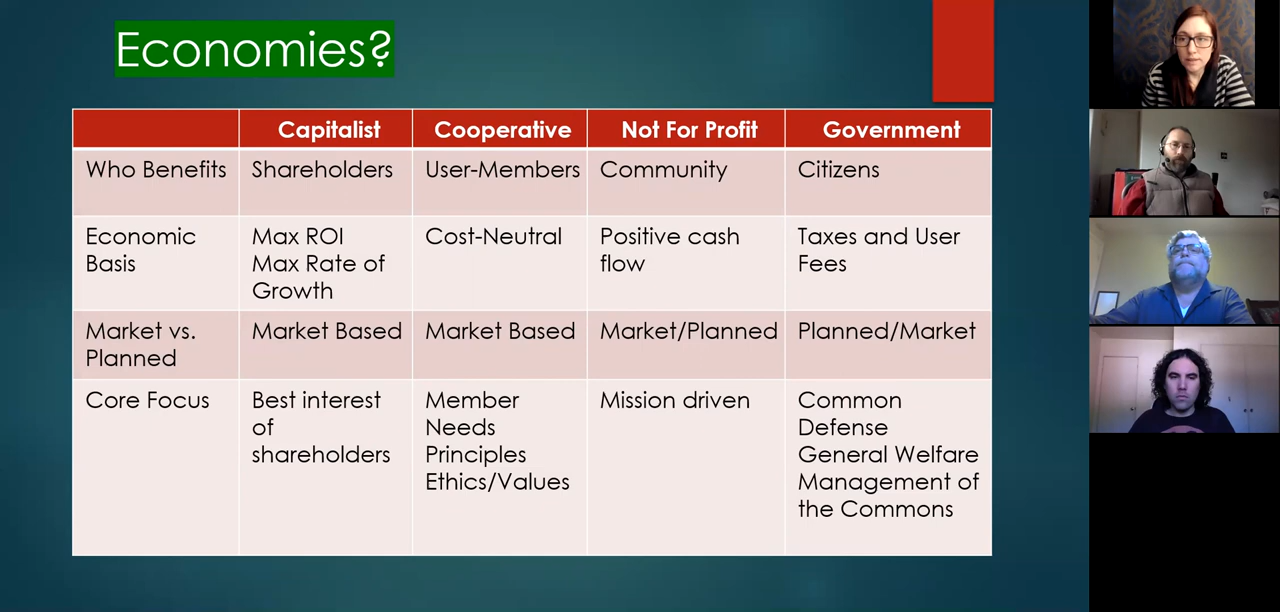 Economies?
Capitalist Cooperative Not For Profit Government
Who Benefits Shareholders User-Members Community Citizens
Economic Basis Max ROI Max Rate of Growth Cost-Neutral Positive cash flow Taxes and User Fees
Market vs. Planned Market Based Market Based Market/Planned Planned/Market
Core Focus Best interest of shareholders Member Needs Principles Ethics/Values Mission driven Common Defense General Welfare Management of the Commons